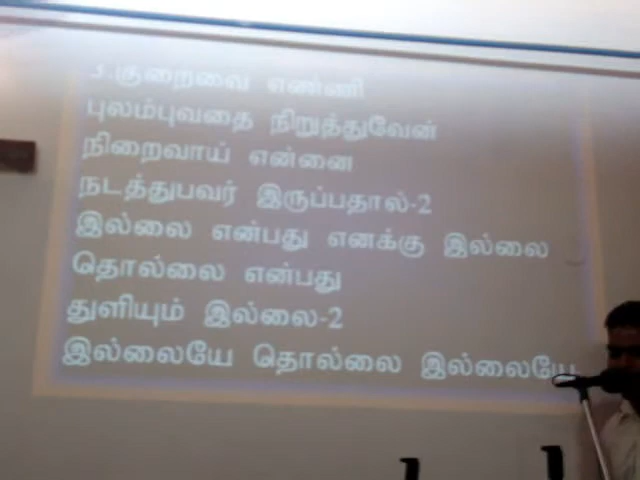 3.குறைவை எண்ணி
புலம்புவதை நிறுத்துவேன்
நிறைவாய் என்னை
நடத்துபவர் இருப்பதால்-2
இல்லை என்பது எனக்கு இல்லை
தொல்லை என்பது
துளியும் இல்லை-2
இல்லையே தொல்லை இல்லையே